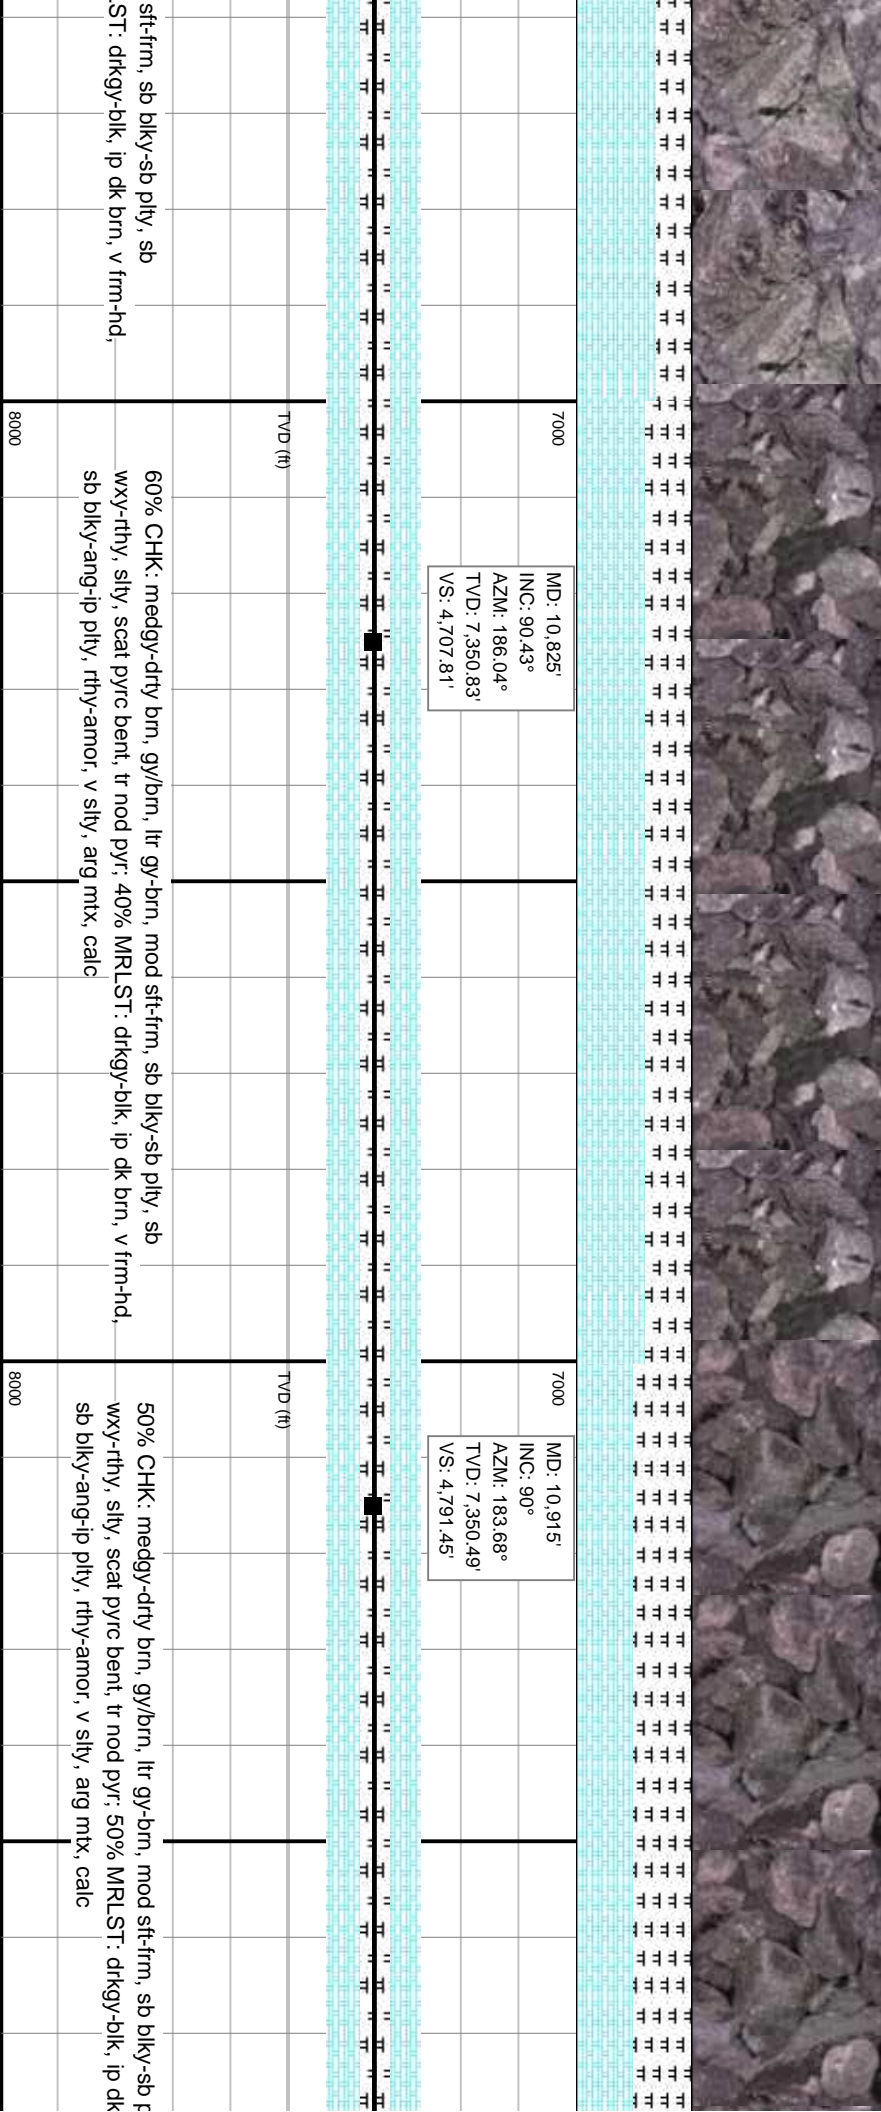 sft-frm, sb blky-sb plty, sb
LST: drkgy-blk, ip dk brn, v frm-hd,
7000
TVD (ft)
8000
MD: 10,825'
INC: 90.43°
AZM: 186.04°
TVD: 7,350.83'
VS: 4,707.81'
60% CHK: medgy-drty brn, gy/brn, ltr gy-brn, mod sft-frm, sb blky-sb plty, sb
wxy-rthy, slty, scat pyrc bent, tr nod pyr; 40% MRLST: drkgy-blk, ip dk brn, v frm-hd,
sb blky-ang-ip plty, rthy-amor, v slty, arg mtx, calc
7000
TVD (ft)
8000
MD: 10,915'
INC: 90°
AZM: 183.68°
TVD: 7,350.49'
VS: 4,791.45'
50% CHK: medgy-drty brn, gy/brn, ltr gy-brn, mod sft-frm, sb blky-sb p
wxy-rthy, slty, scat pyrc bent, tr nod pyr; 50% MRLST: drkgy-blk, ip dk
sb blky-ang-ip plty, rthy-amor, v slty, arg mtx, calc